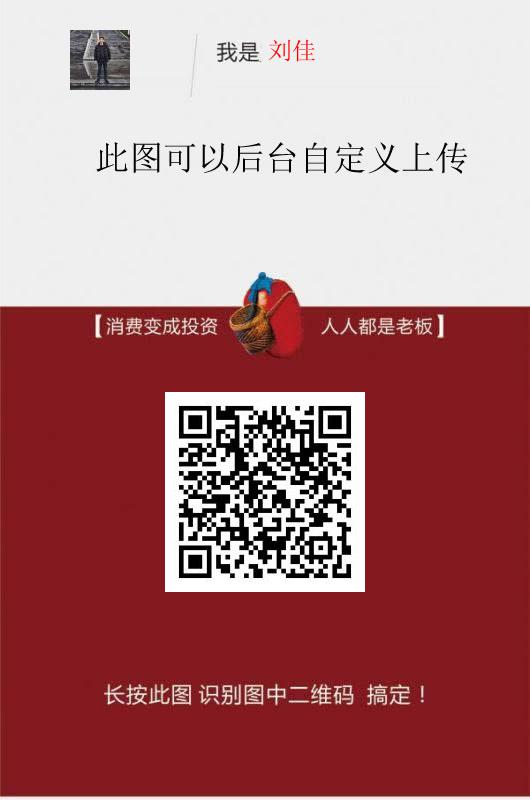 我是 刘佳
此图可以后台自定义上传
【消费变成投资 人人都是老板】
长按此图 识别图中二维码 搞定！